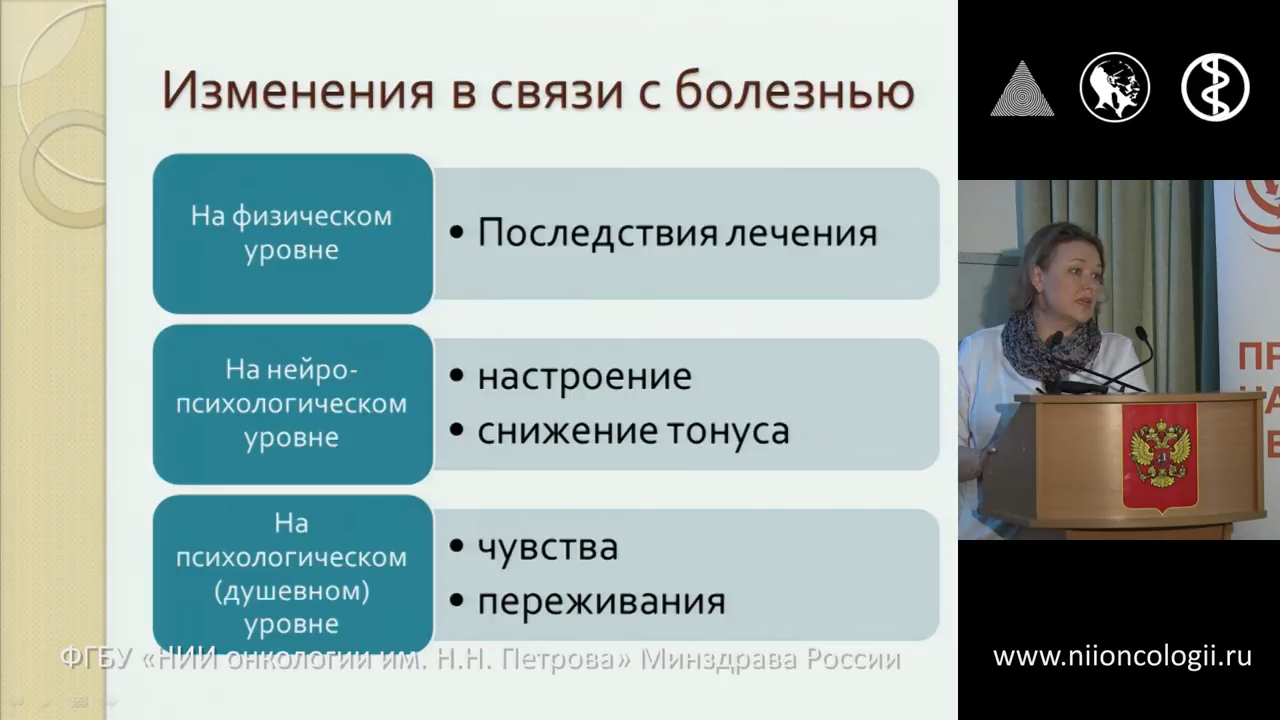 Изменения в связи с болезнью
На физическом
уровне
• Последствия лечения
На нейро-
психологическом
уровне
• настроение
• снижение тонуса
На
психологическом
(душевном)
уровне
• чувства
• переживания
ФГБУ «НИИ онкологии им. Н.Н. Петрова» Минздрава России
www.niioncologii.ru